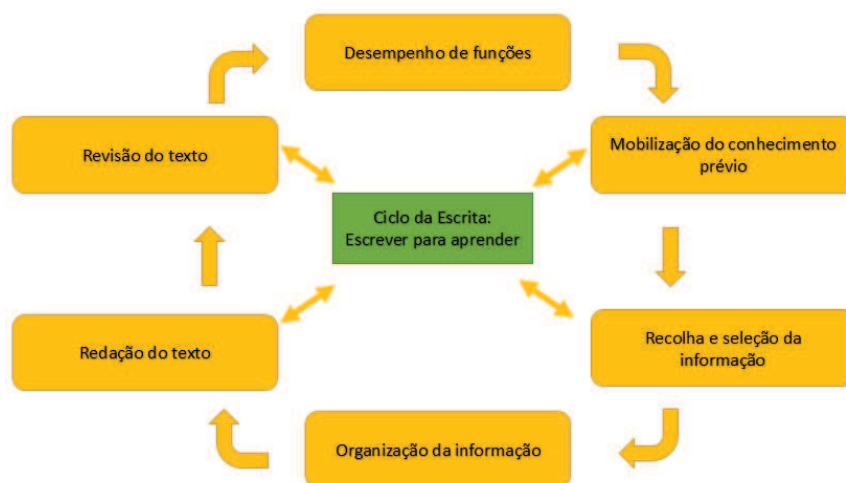 Desempenho de funções
Revisão do texto
Mobilização do conhecimento
prévio
Ciclo da Escrita:
Escrever para aprender
Redação do texto
Recolha e seleção da
informação
Organização da informação